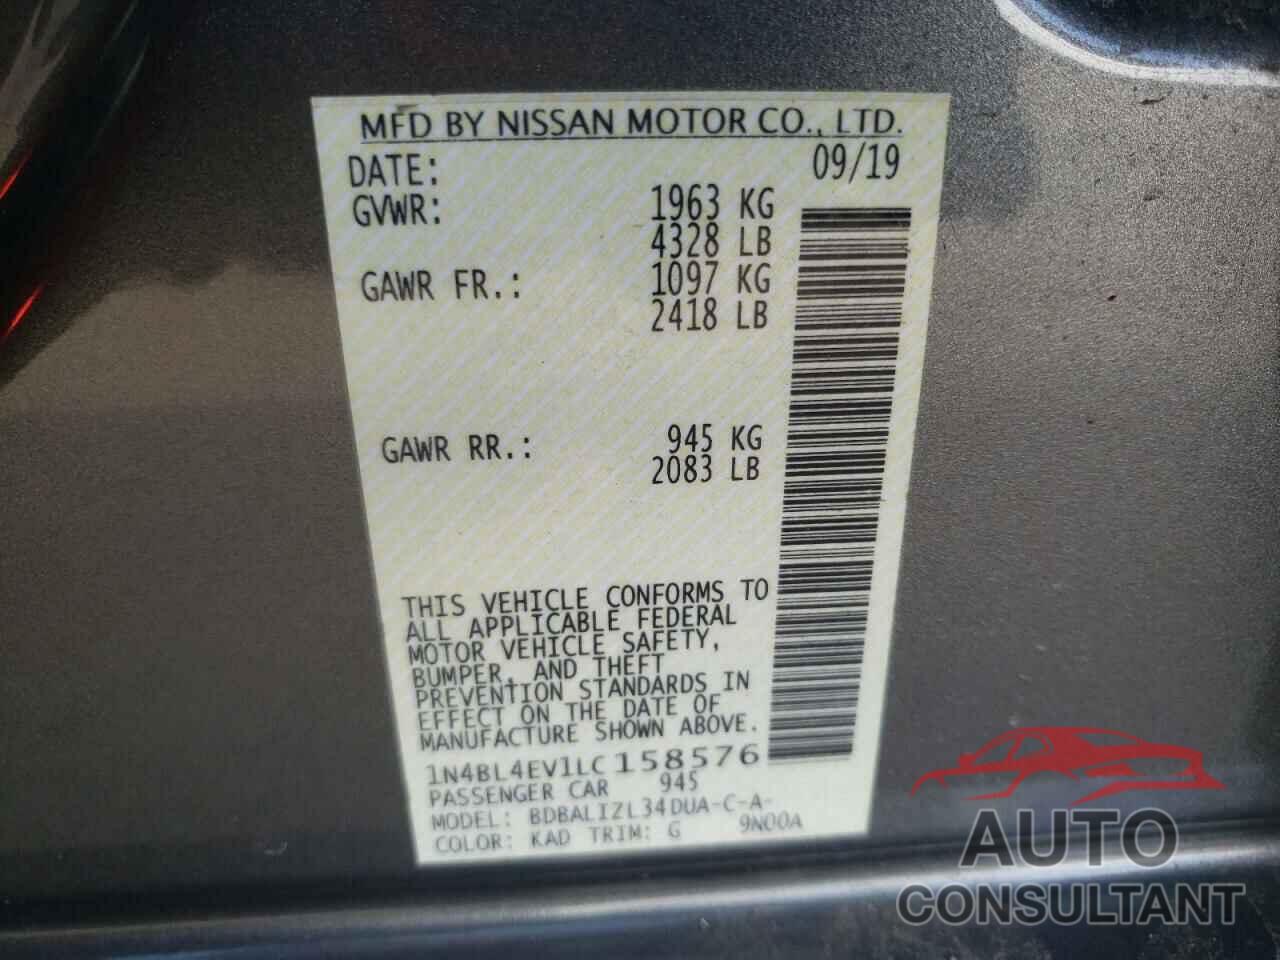 MFD BY NISSAN MOTOR CO., LTD.
DATE: 09/19
GVWR: 1963 KG
4328 LB
GAWR FR.: 1097 KG
2418 LB
GAWR RR.: 945 KG
2083 LB
THIS VEHICLE CONFORMS TO
ALL APPLICABLE FEDERAL
MOTOR VEHICLE SAFETY,
BUMPER, AND THEFT
PREVENTION STANDARDS IN
EFFECT ON THE DATE OF
MANUFACTURE SHOWN ABOVE.
1N4BL4EV1LC158576
PASSENGER CAR 945
MODEL: BDBALIZL34DUA-C-A-
COLOR: KAD TRIM: G 9N00A
AUTO
CONSULTANT